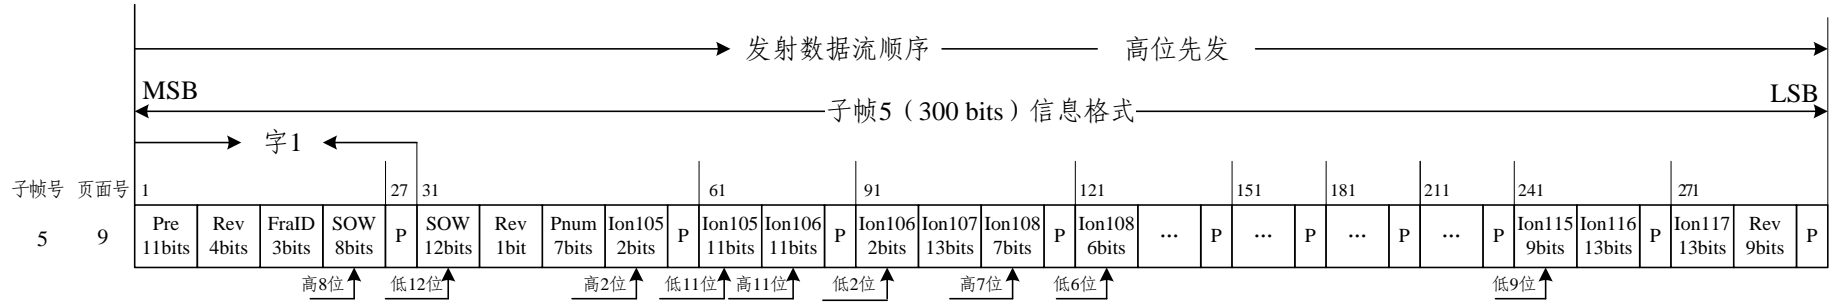 发射数据流顺序 高位先发
MSB LSB
子帧5（300 bits）信息格式
字1
子帧号 页面号 1 27 31 61 91 121 151 181 211 241 271
Pre Rev FraID SOW P SOW Rev Pnum Ion105 P Ion105 Ion106 P Ion106 Ion107 Ion108 P Ion108 ... P ... P ... P ... P Ion115 Ion116 P Ion117 Rev P
5 9 11bits 4bits 3bits 8bits 12bits 1bit 7bits 2bits 11bits 11bits 2bits 13bits 7bits 6bits 9bits 13bits 13bits 9bits
高8位 低12位 高2位 低11位 高11位 低2位 高7位 低6位 低9位